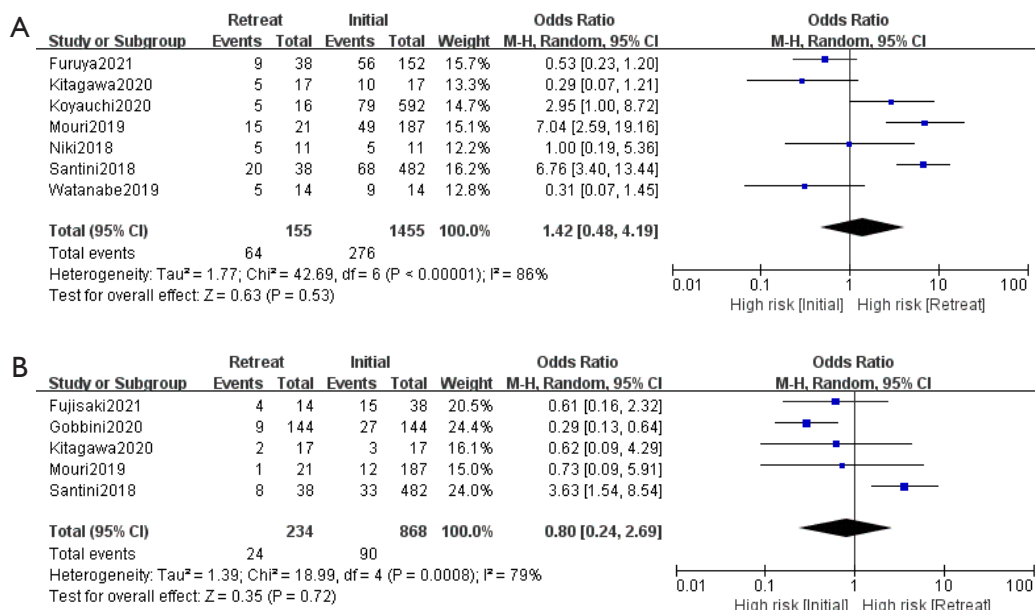 A
Retreat Initial Odds Ratio Odds Ratio
Study or Subgroup Events Total Events Total Weight M-H, Random, 95% CI M-H, Random, 95% CI
Furuya2021 9 38 56 152 15.7% 0.53 [0.23, 1.20]
Kitagawa2020 5 17 10 17 13.3% 0.29 [0.07, 1.21]
Koyauchi2020 5 16 79 592 14.7% 2.95 [1.00, 8.72]
Mouri2019 15 21 49 187 15.1% 7.04 [2.59, 19.16]
Niki2018 5 11 5 11 12.2% 1.00 [0.19, 5.36]
Santini2018 20 38 68 482 16.2% 6.76 [3.40, 13.44]
Watanabe2019 5 14 9 14 12.8% 0.31 [0.07, 1.45]
Total (95% CI) 155 1455 100.0% 1.42 [0.48, 4.19]
Total events 64 276
Heterogeneity: Tau² = 1.77; Chi² = 42.69, df = 6 (P < 0.00001); I² = 86%
Test for overall effect: Z = 0.63 (P = 0.53)
0.01 0.1 1 10 100
High risk [Initial] High risk [Retreat]
B
Retreat Initial Odds Ratio Odds Ratio
Study or Subgroup Events Total Events Total Weight M-H, Random, 95% CI M-H, Random, 95% CI
Fujisaki2021 4 14 15 38 20.5% 0.61 [0.16, 2.32]
Gobbini2020 9 144 27 144 24.4% 0.29 [0.13, 0.64]
Kitagawa2020 2 17 3 17 16.1% 0.62 [0.09, 4.29]
Mouri2019 1 21 12 187 15.0% 0.73 [0.09, 5.91]
Santini2018 8 38 33 482 24.0% 3.63 [1.54, 8.54]
Total (95% CI) 234 868 100.0% 0.80 [0.24, 2.69]
Total events 24 90
Heterogeneity: Tau² = 1.39; Chi² = 18.99, df = 4 (P = 0.0008); I² = 79%
Test for overall effect: Z = 0.35 (P = 0.72)
0.01 0.1 1 10 100
High risk [Initial] High risk [Retreat]